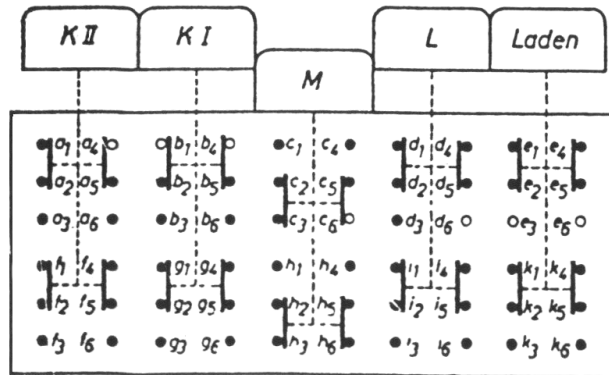 K II K I L Laden
M
a1 a4 b1 b4 c1 c4 d1 d4 e1 e4
a2 a5 b2 b5 c2 c5 d2 d5 e2 e5
a3 a6 b3 b6 c3 c6 d3 d6 e3 e6
f1 f4 g1 g4 h1 h4 i1 i4 k1 k4
f2 f5 g2 g5 h2 h5 i2 i5 k2 k5
f3 f6 g3 g6 h3 h6 i3 i6 k3 k6